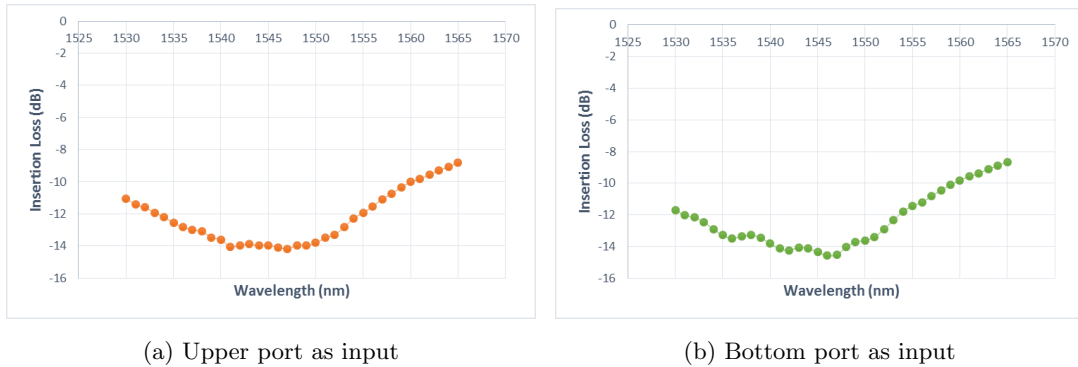 0
1525 1530 1535 1540 1545 1550 1555 1560 1565 1570
-2
-4
-6
-8
-10
-12
-14
-16
Insertion Loss (dB)
Wavelength (nm)
(a) Upper port as input
0
1525 1530 1535 1540 1545 1550 1555 1560 1565 1570
-2
-4
-6
-8
-10
-12
-14
-16
Insertion Loss (dB)
Wavelength (nm)
(b) Bottom port as input